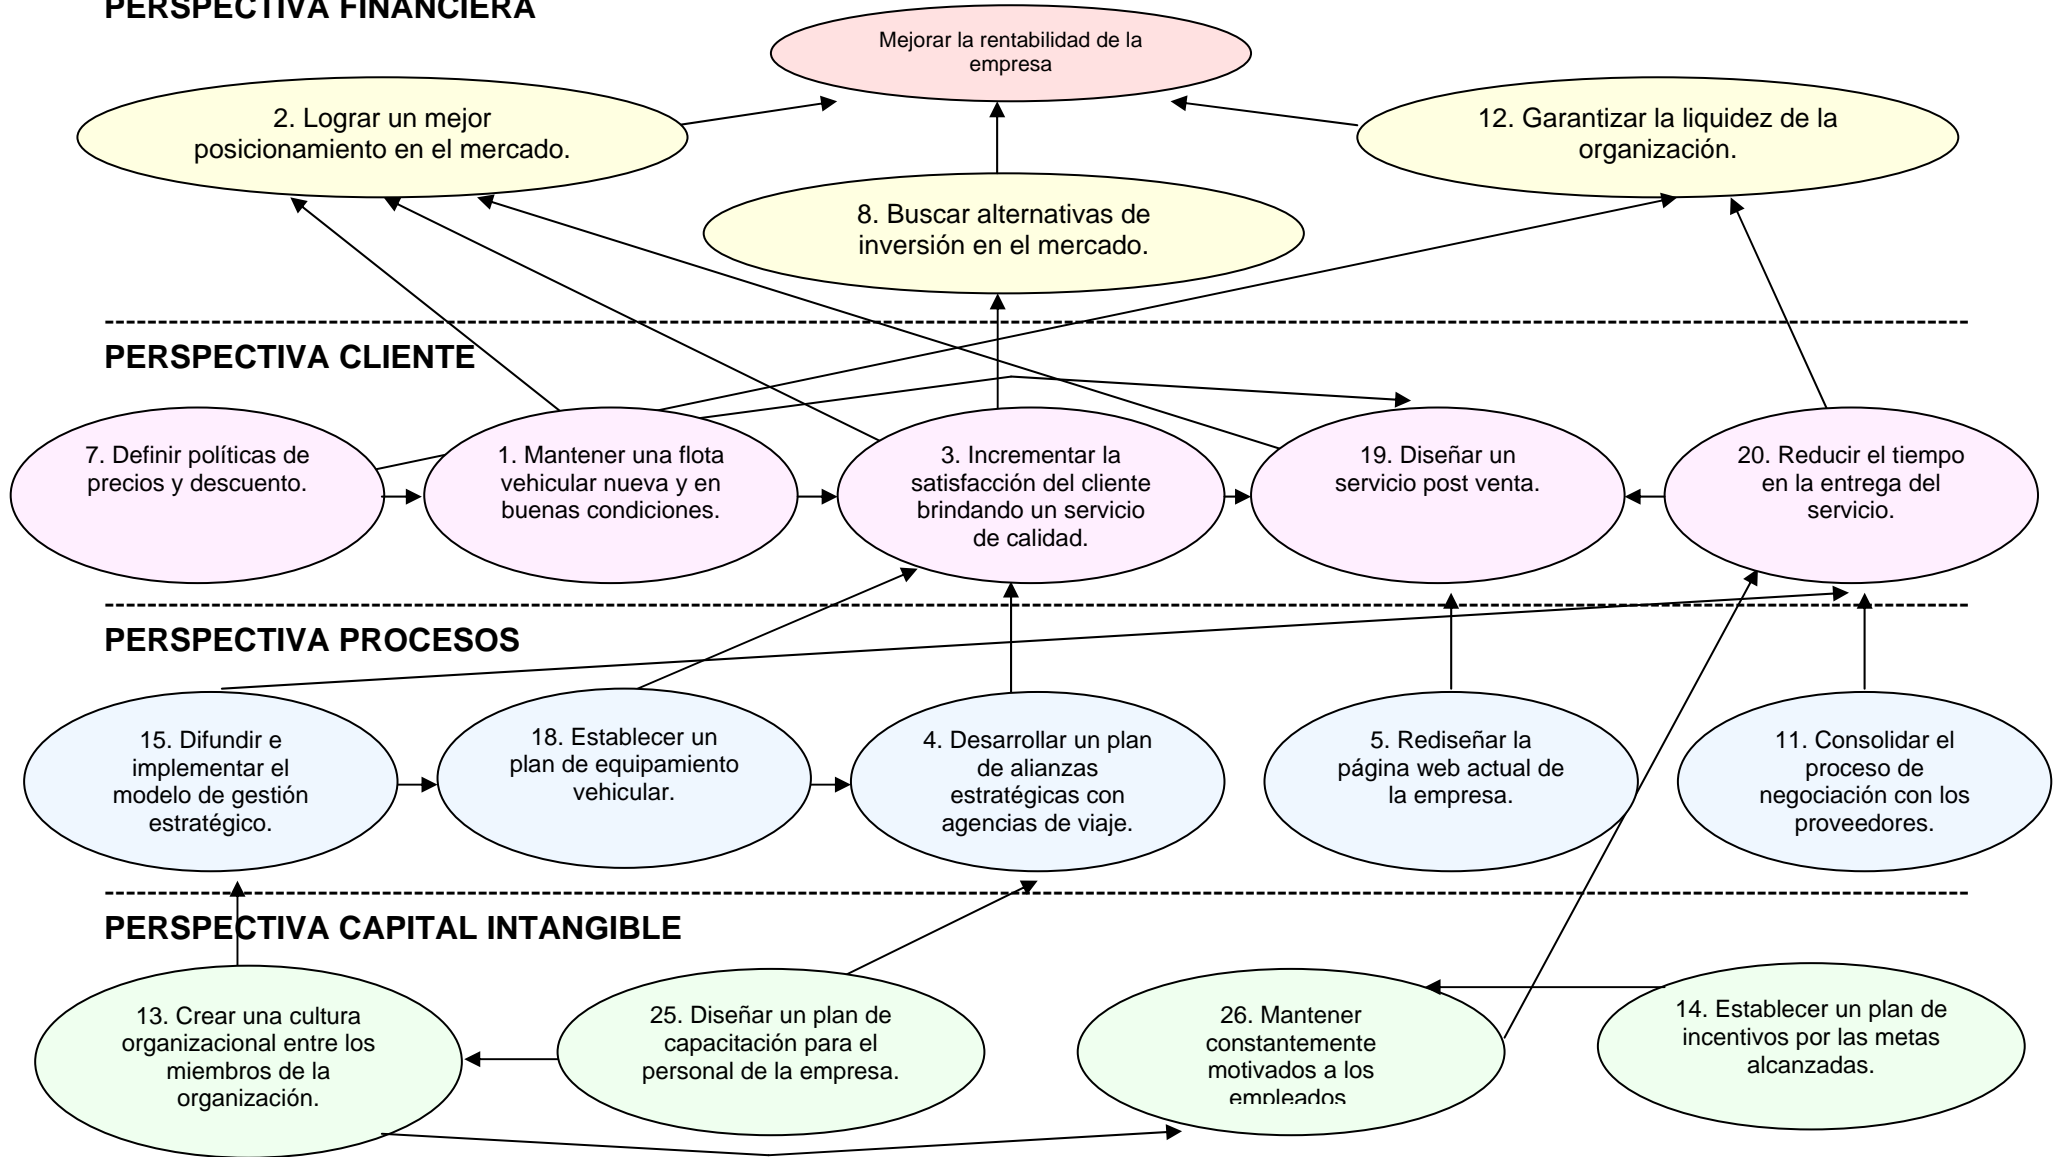 PERSPECTIVA FINANCIERA
Mejorar la rentabilidad de la
empresa
2. Lograr un mejor
posicionamiento en el mercado.
12. Garantizar la liquidez de la
organización.
8. Buscar alternativas de
inversión en el mercado.
PERSPECTIVA CLIENTE
7. Definir políticas de
precios y descuento.
1. Mantener una flota
vehicular nueva y en
buenas condiciones.
3. Incrementar la
satisfacción del cliente
brindando un servicio
de calidad.
19. Diseñar un
servicio post venta.
20. Reducir el tiempo
en la entrega del
servicio.
PERSPECTIVA PROCESOS
15. Difundir e
implementar el
modelo de gestión
estratégico.
18. Establecer un
plan de equipamiento
vehicular.
4. Desarrollar un plan
de alianzas
estratégicas con
agencias de viaje.
5. Rediseñar la
página web actual de
la empresa.
11. Consolidar el
proceso de
negociación con los
proveedores.
PERSPECTIVA CAPITAL INTANGIBLE
13. Crear una cultura
organizacional entre los
miembros de la
organización.
25. Diseñar un plan de
capacitación para el
personal de la empresa.
26. Mantener
constantemente
motivados a los
empleados
14. Establecer un plan de
incentivos por las metas
alcanzadas.